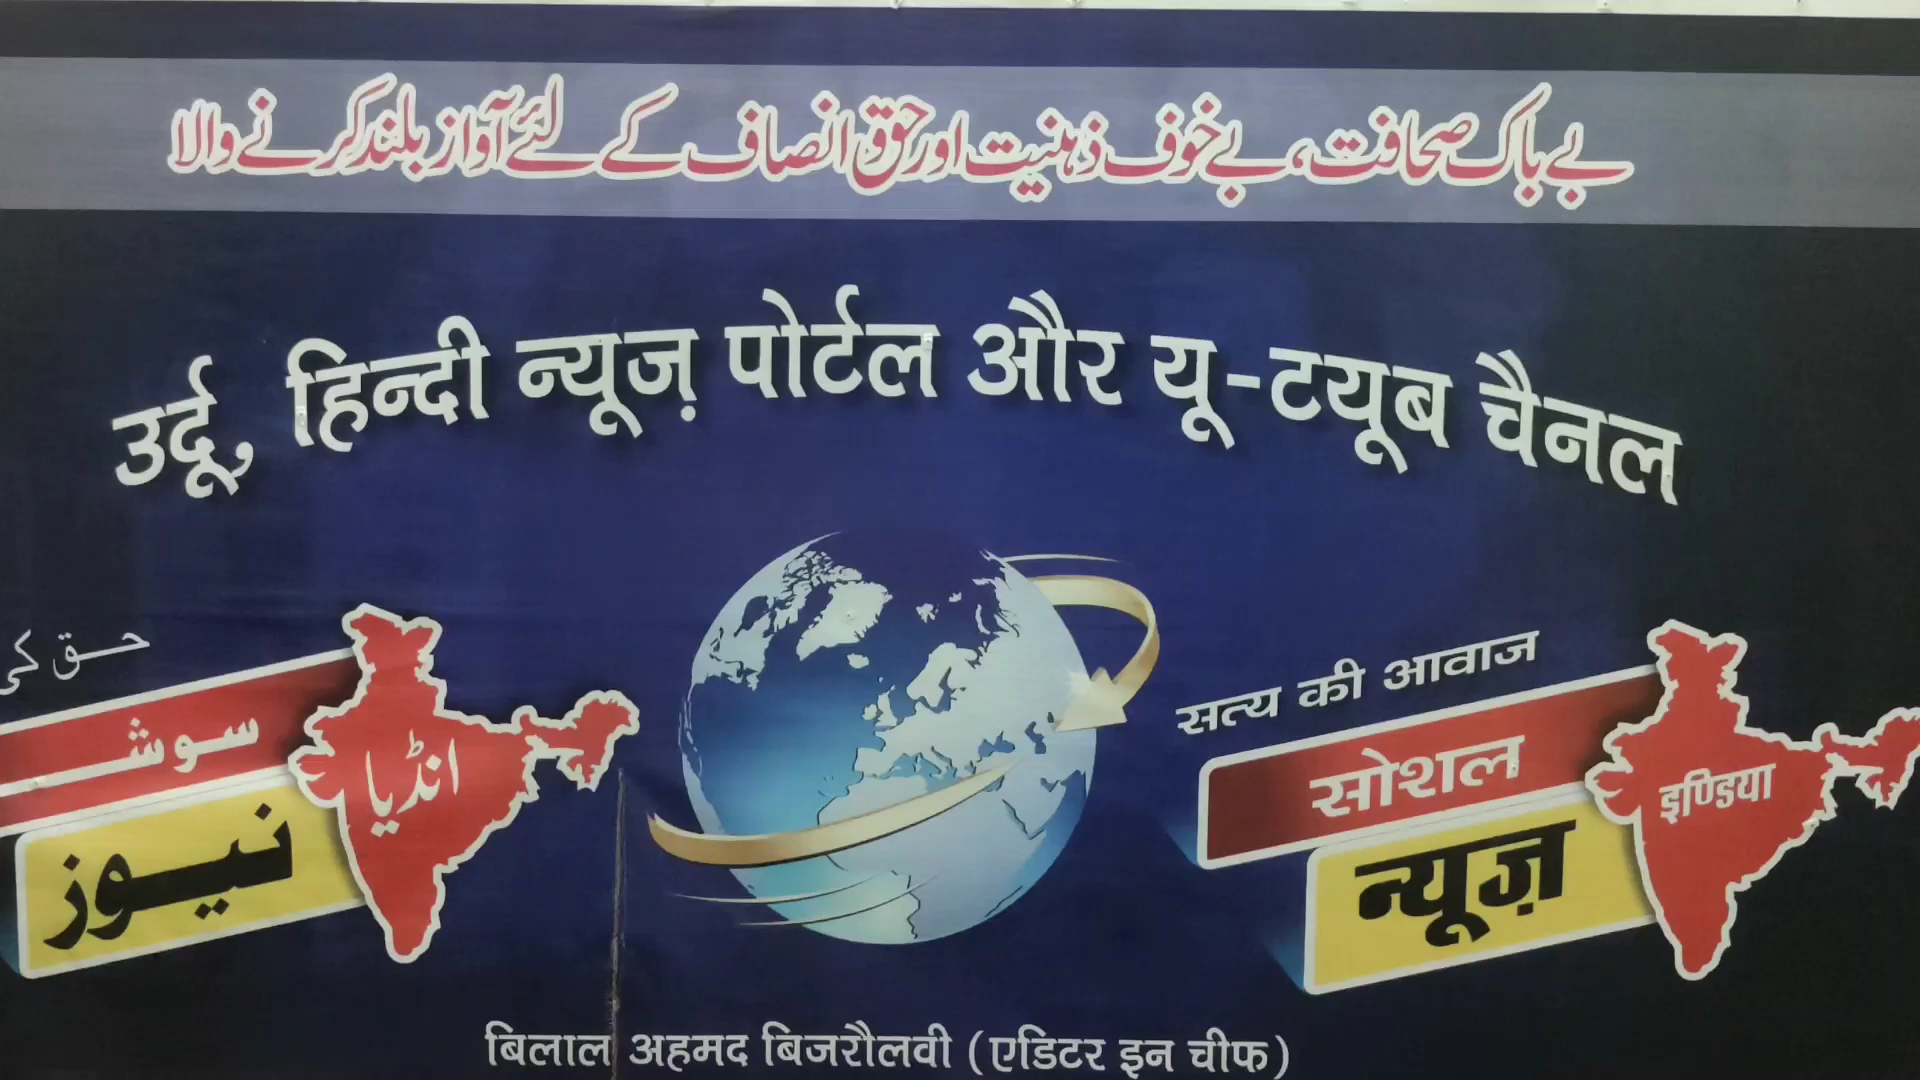 بے باک صحافت، بے خوف ذہنیت اور حق انصاف کے لئے آواز بلند کرنے والا
उर्दू, हिन्दी न्यूज़ पोर्टल और यू-टयूब चैनल
حق کی
سوشـ
انڈیا
نیوز
सत्य की आवाज
सोशल
इण्डिया
न्यूज़
बिलाल अहमद बिजरौलवी (एडिटर इन चीफ)